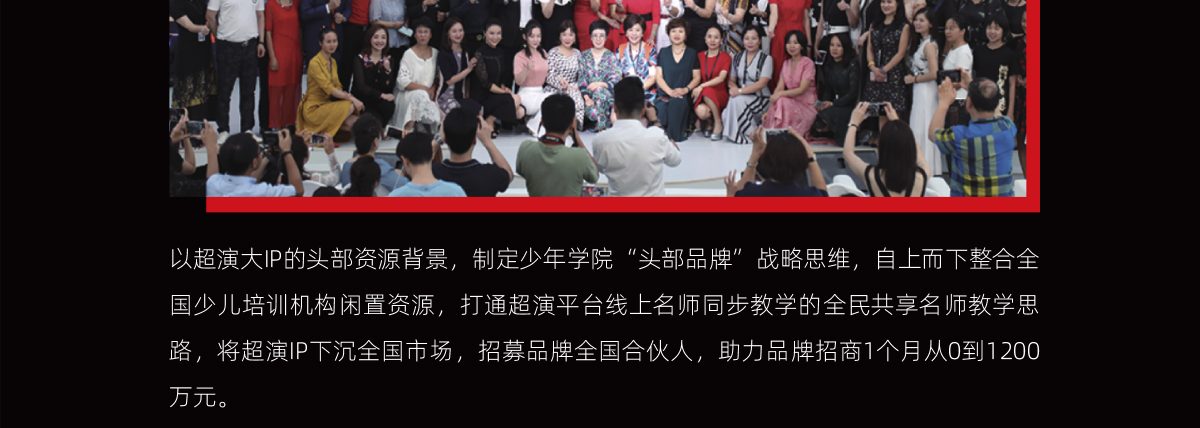 以超演大IP的头部资源背景，制定少年学院“头部品牌”战略思维，自上而下整合全
国少儿培训机构闲置资源，打通超演平台线上名师同步教学的全民共享名师教学思
路，将超演IP下沉全国市场，招募品牌全国合伙人，助力品牌招商1个月从0到1200
万元。